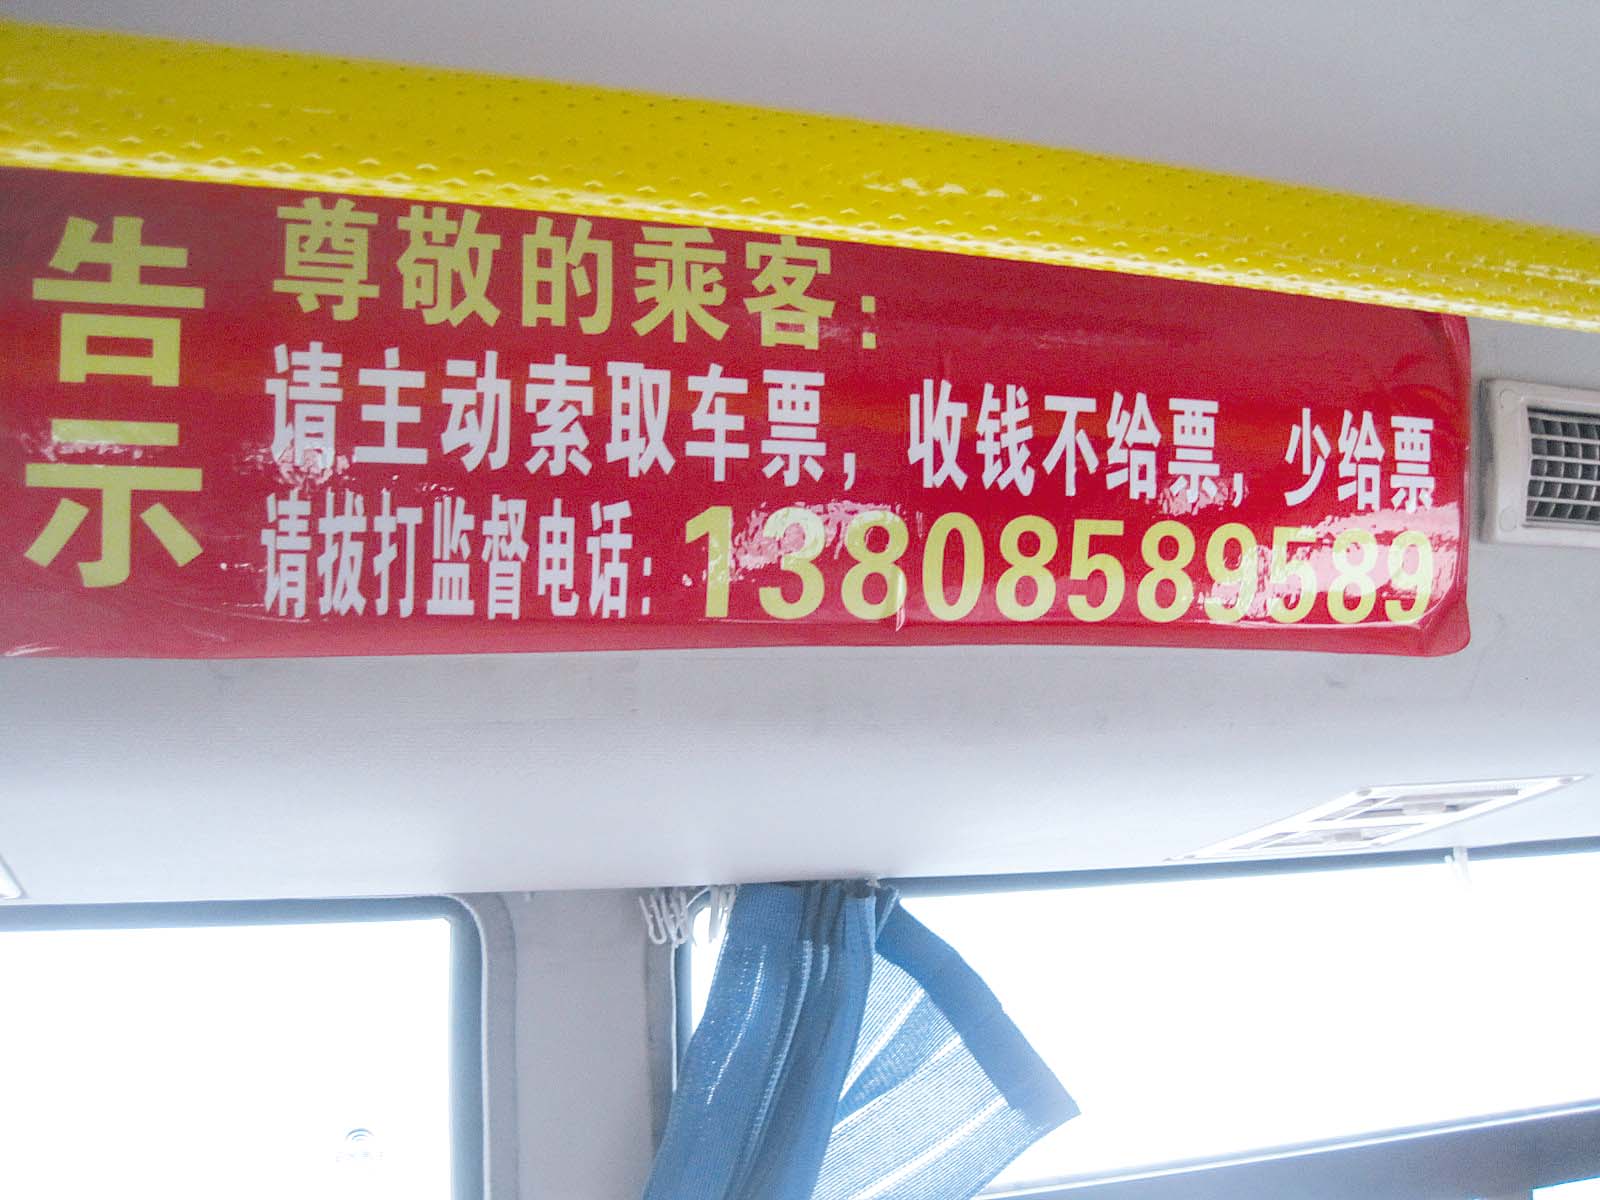 告示
尊敬的乘客：
请主动索取车票，收钱不给票，少给票
请拔打监督电话：13808589589